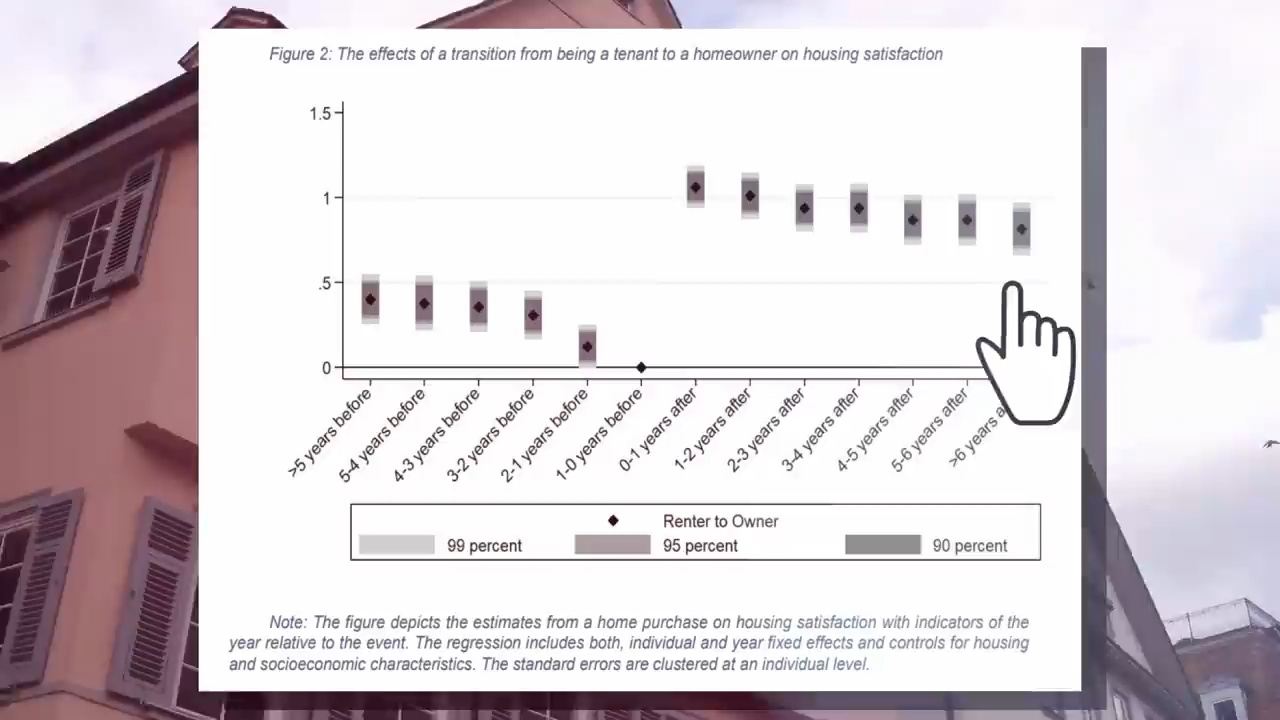 Figure 2: The effects of a transition from being a tenant to a homeowner on housing satisfaction
1.5
1
.5
0
>5 years before
5-4 years before
4-3 years before
3-2 years before
2-1 years before
1-0 years before
0-1 years after
1-2 years after
2-3 years after
3-4 years after
4-5 years after
5-6 years after
>6 years a
Renter to Owner
99 percent 95 percent 90 percent
Note: The figure depicts the estimates from a home purchase on housing satisfaction with indicators of the
year relative to the event. The regression includes both, individual and year fixed effects and controls for housing
and socioeconomic characteristics. The standard errors are clustered at an individual level.